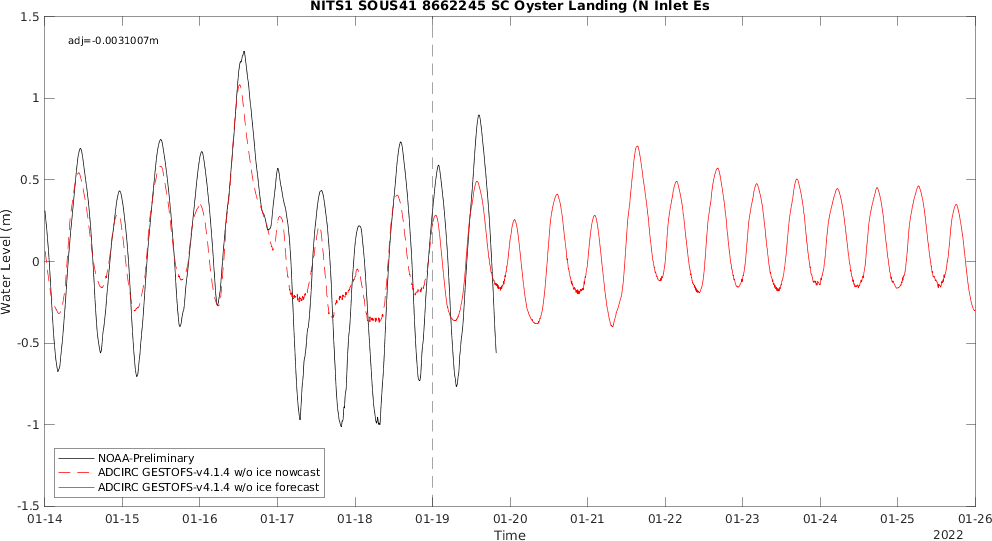 NITS1 SOUS41 8662245 SC Oyster Landing (N Inlet Es
adj=-0.0031007m
1.5
1
0.5
0
-0.5
-1
-1.5
Water Level (m)
NOAA-Preliminary
ADCIRC GESTOFS-v4.1.4 w/o ice nowcast
ADCIRC GESTOFS-v4.1.4 w/o ice forecast
01-14 01-15 01-16 01-17 01-18 01-19 01-20 01-21 01-22 01-23 01-24 01-25 01-26
Time
2022